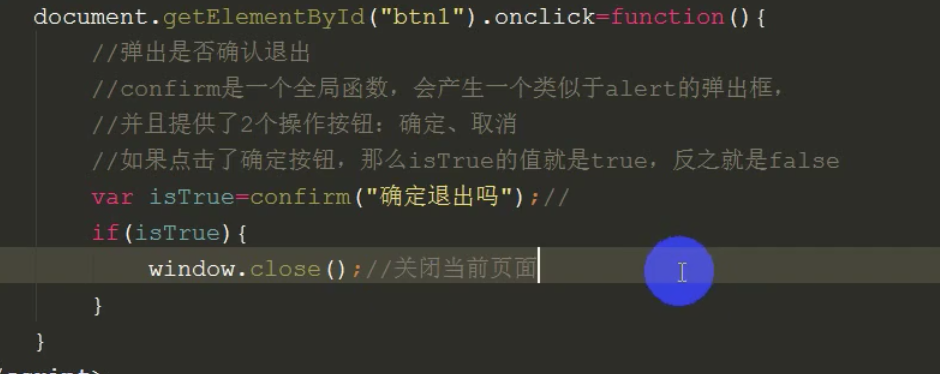 document.getElementById("btn1").onclick=function(){
//弹出是否确认退出
//confirm是一个全局函数，会产生一个类似于alert的弹出框，
//并且提供了2个操作按钮：确定、取消
//如果点击了确定按钮，那么isTrue的值就是true，反之就是false
var isTrue=confirm("确定退出吗");//
if(isTrue){
window.close();//关闭当前页面
}
}